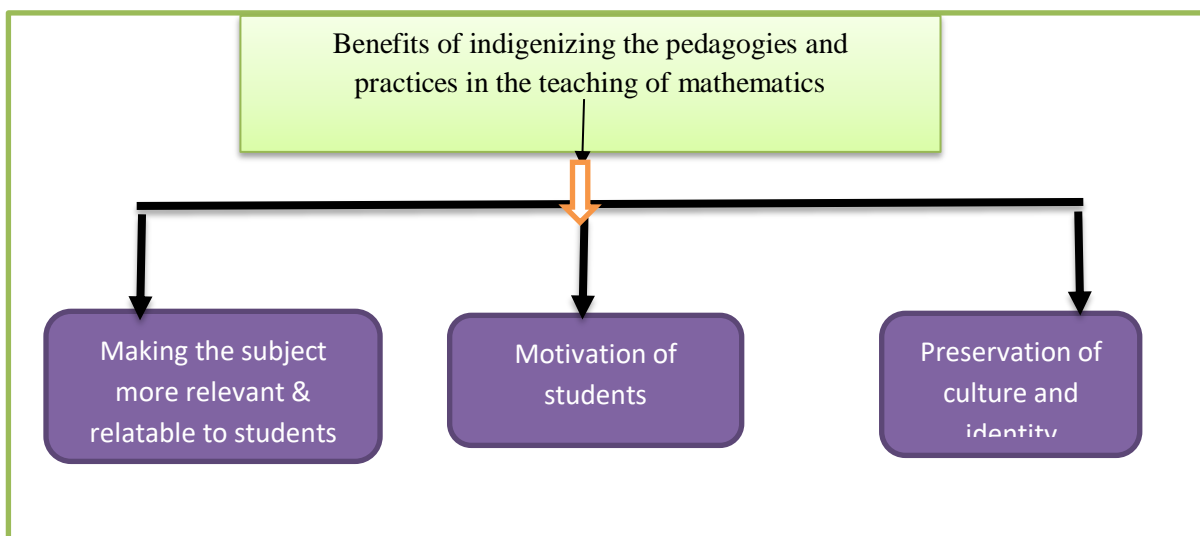 Benefits of indigenizing the pedagogies and
practices in the teaching of mathematics
Making the subject
more relevant &
relatable to students
Motivation of
students
Preservation of
culture and
identity